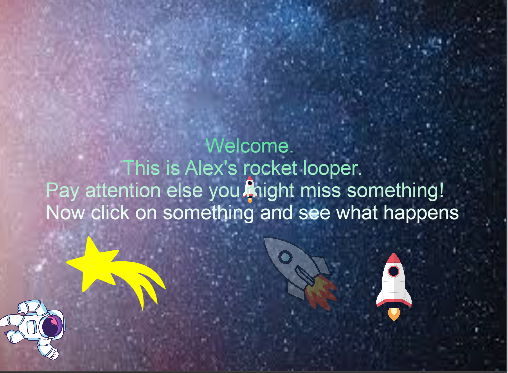 Welcome.
This is Alex's rocket looper.
Pay attention else you might miss something!
Now click on something and see what happens